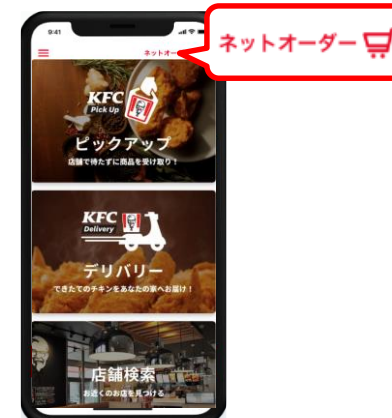 9:41
ネットオーダー
ネットオー
KFC
Pick Up
ピックアップ
店舗で待たずに商品を受け取り！
KFC
Delivery
デリバリー
できたてのチキンをあなたの家へお届け！
店舗検索
お近くのお店を見つける